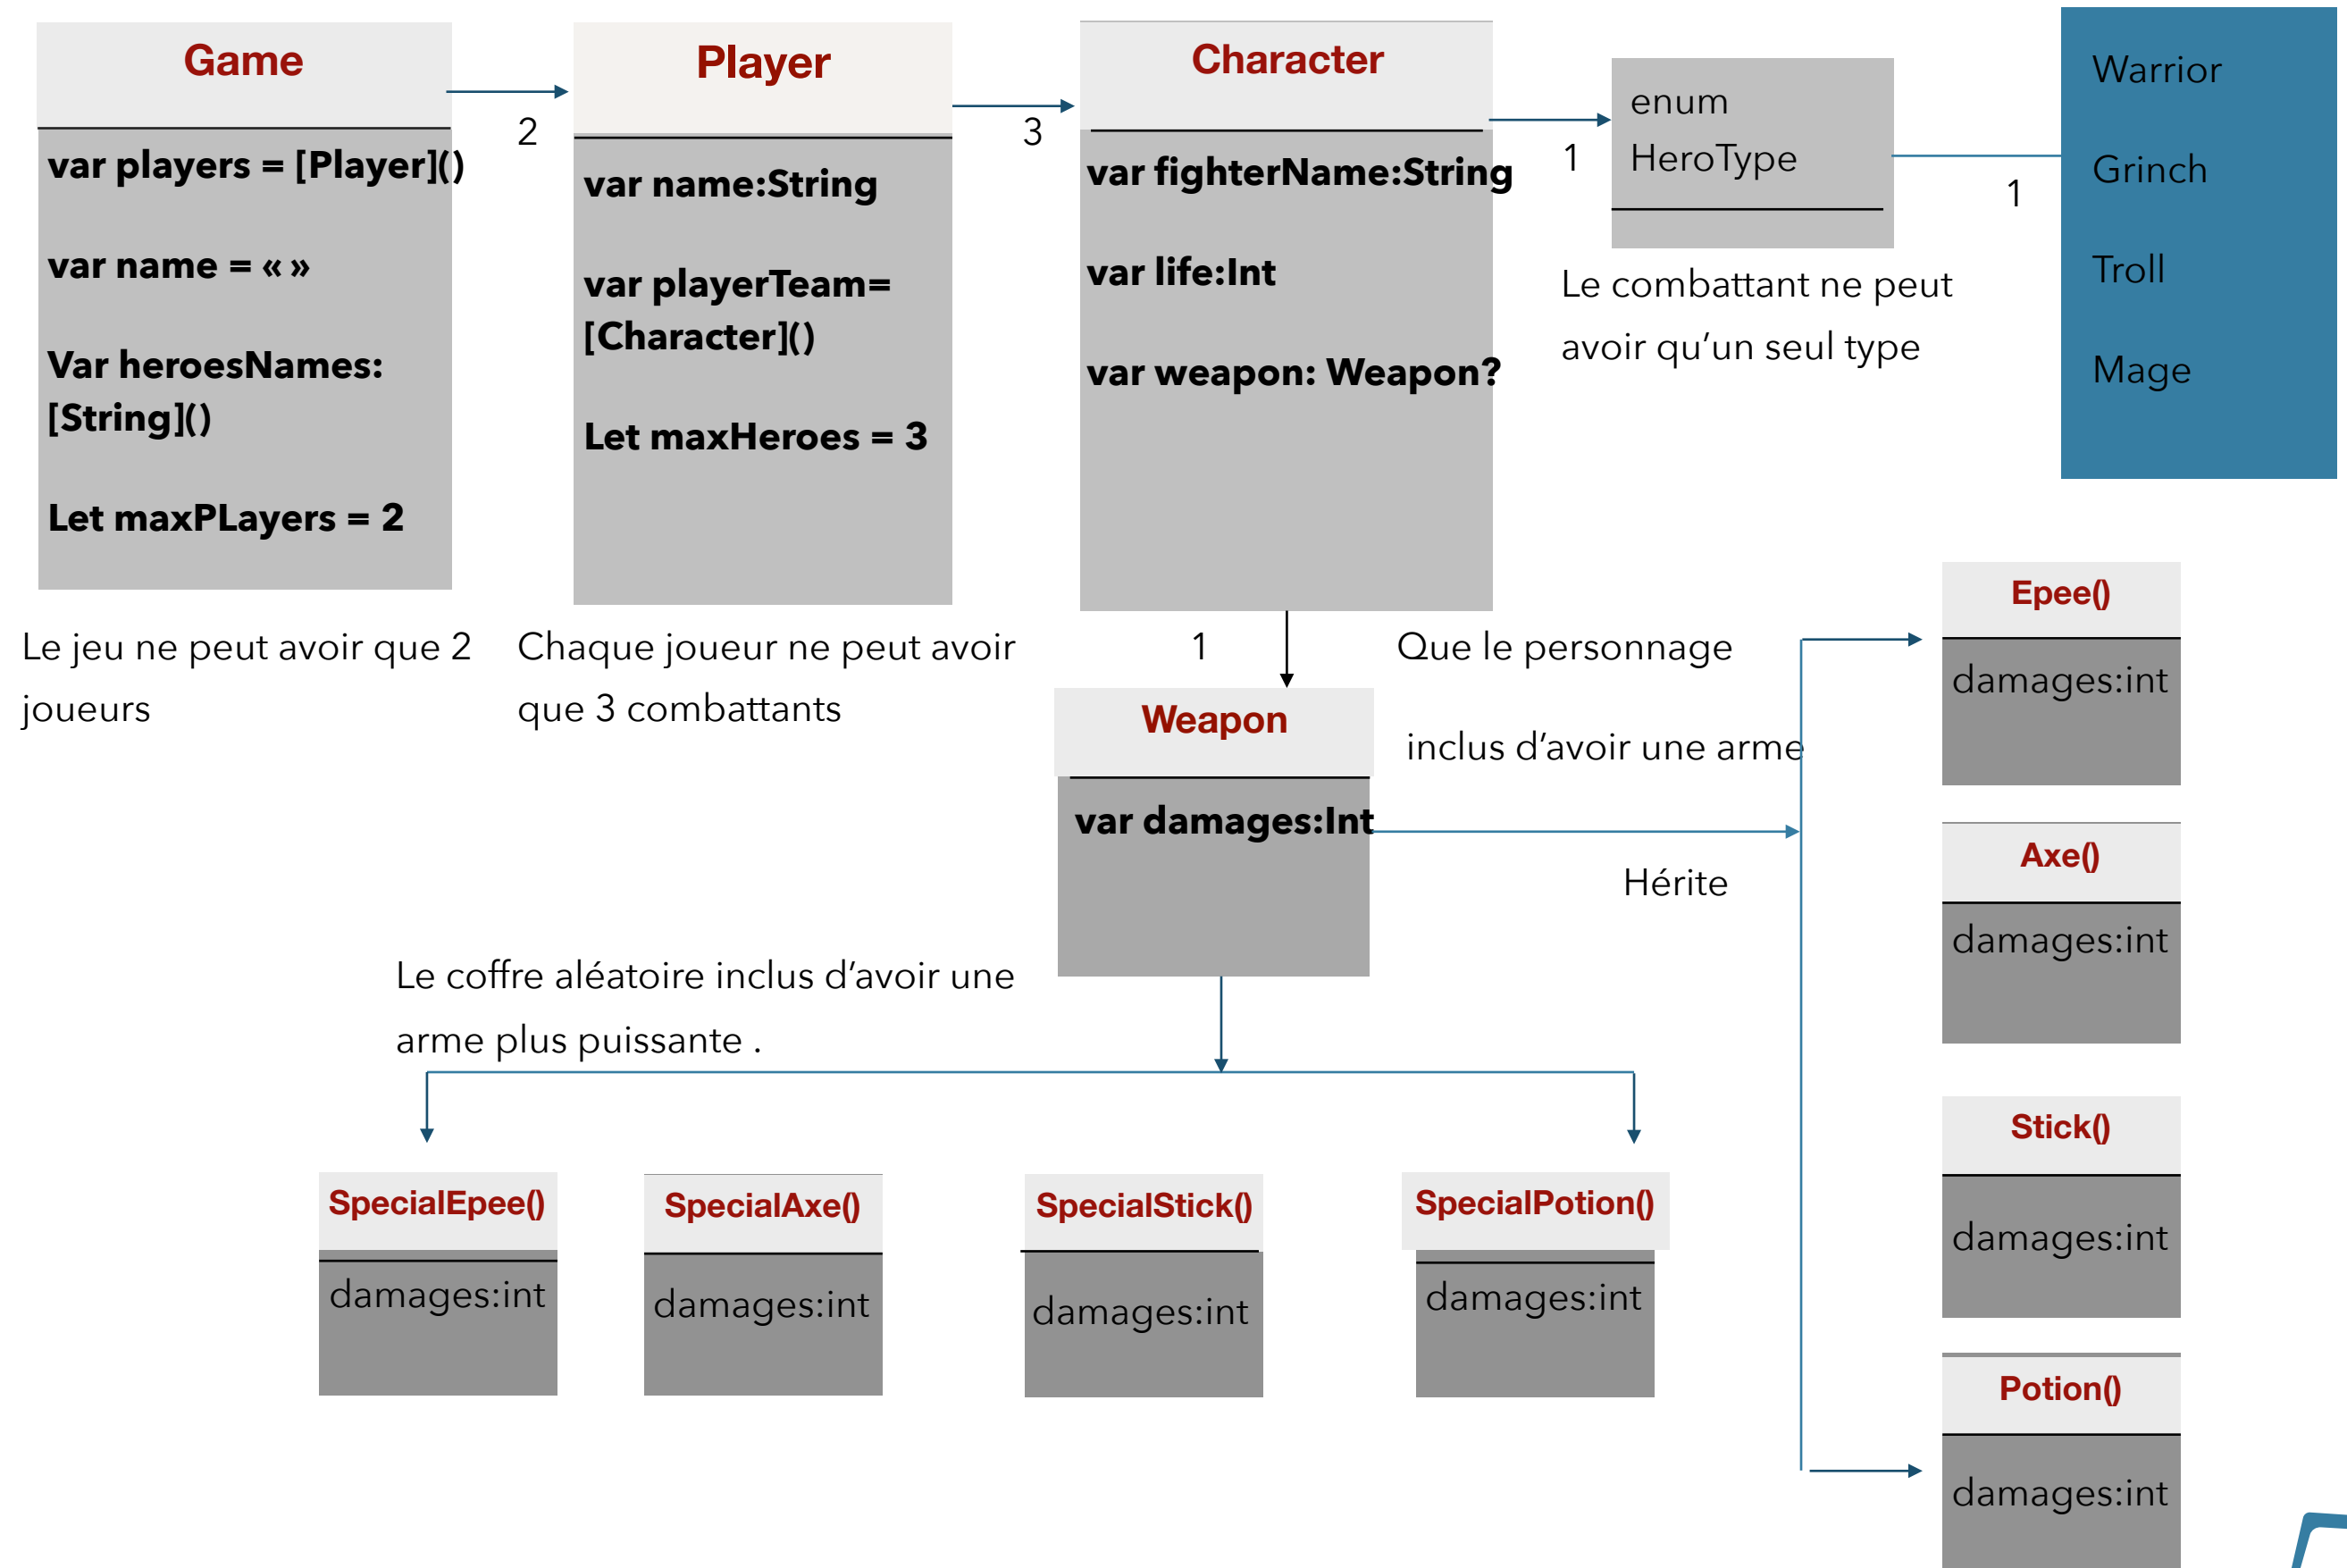 Game
var players = [Player]()
var name = « »
Var heroesNames:
[String]()
Let maxPLayers = 2
2
Le jeu ne peut avoir que 2
joueurs
Player
var name:String
var playerTeam=
[Character]()
Let maxHeroes = 3
3
Chaque joueur ne peut avoir
que 3 combattants
Character
var fighterName:String
var life:Int
var weapon: Weapon?
1
enum
HeroType
1
Le combattant ne peut
avoir qu’un seul type
Warrior
Grinch
Troll
Mage
1
Que le personnage
inclus d’avoir une arme
Weapon
var damages:Int
Hérite
Epee()
damages:int
Axe()
damages:int
Stick()
damages:int
Potion()
damages:int
Le coffre aléatoire inclus d’avoir une
arme plus puissante .
SpecialEpee()
damages:int
SpecialAxe()
damages:int
SpecialStick()
damages:int
SpecialPotion()
damages:int